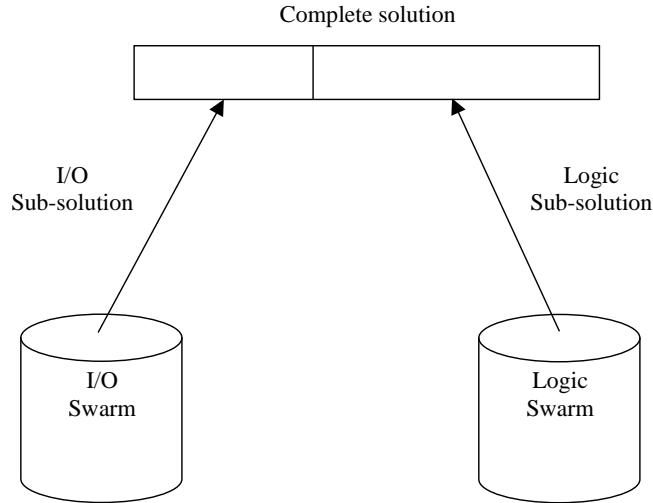 Complete solution
I/O
Sub-solution
Logic
Sub-solution
I/O
Swarm
Logic
Swarm